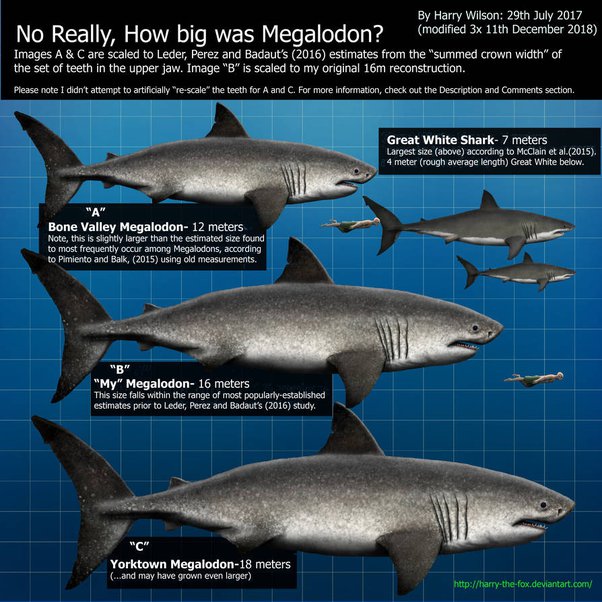 No Really, How big was Megalodon?
By Harry Wilson: 29th July 2017
(modified 3x 11th December 2018)
Images A & C are scaled to Leder, Perez and Badaut's (2016) estimates from the "summed crown width" of
the set of teeth in the upper jaw. Image "B" is scaled to my original 16m reconstruction.
Please note I didn't attempt to artificially "re-scale" the teeth for A and C. For more information, check out the Description and Comments section.
Great White Shark- 7 meters
Largest size (above) according to McClain et al.(2015).
4 meter (rough average length) Great White below.
"A"
Bone Valley Megalodon- 12 meters
Note, this is slightly larger than the estimated size found
to most frequently occur among Megalodons, according
to Pimiento and Balk, (2015) using old measurements.
"B"
"My" Megalodon- 16 meters
This size falls within the range of most popularly-established
estimates prior to Leder, Perez and Badaut's (2016) study.
"C"
Yorktown Megalodon-18 meters
(...and may have grown even larger)
http://harry-the-fox.deviantart.com/